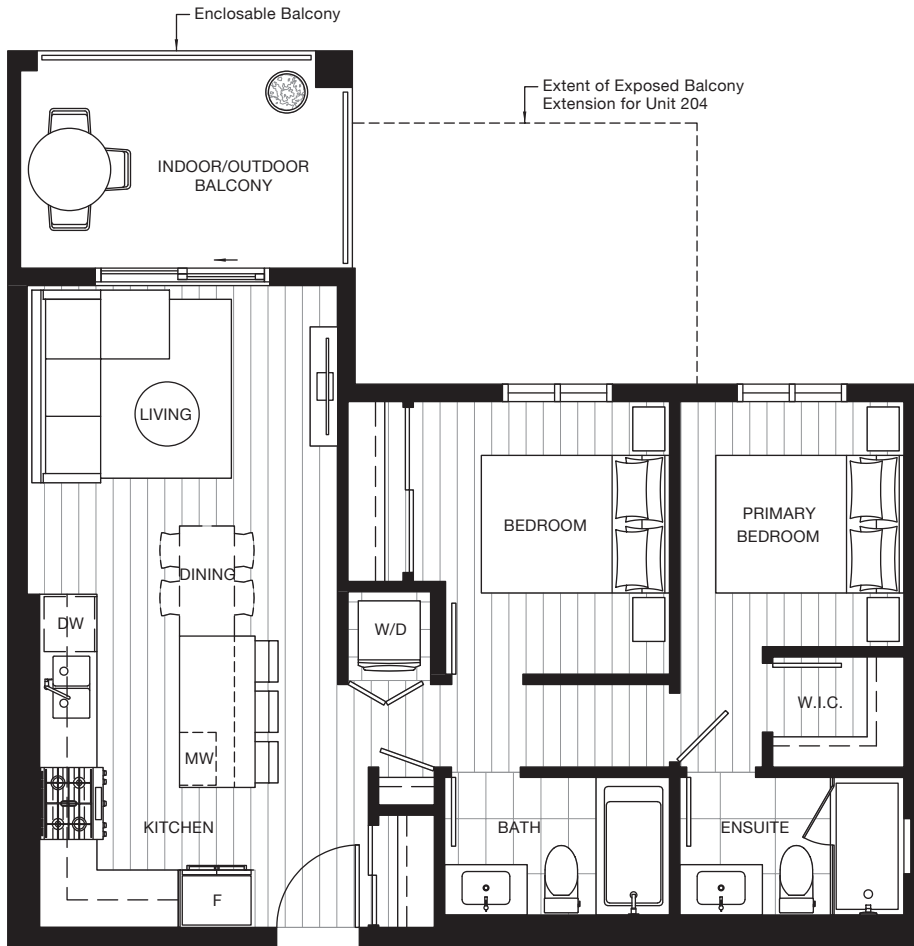 Enclosable Balcony
Extent of Exposed Balcony
Extension for Unit 204
INDOOR/OUTDOOR
BALCONY
LIVING
BEDROOM
PRIMARY
BEDROOM
DINING
DW
W/D
W.I.C.
MW
KITCHEN
BATH
ENSUITE
F